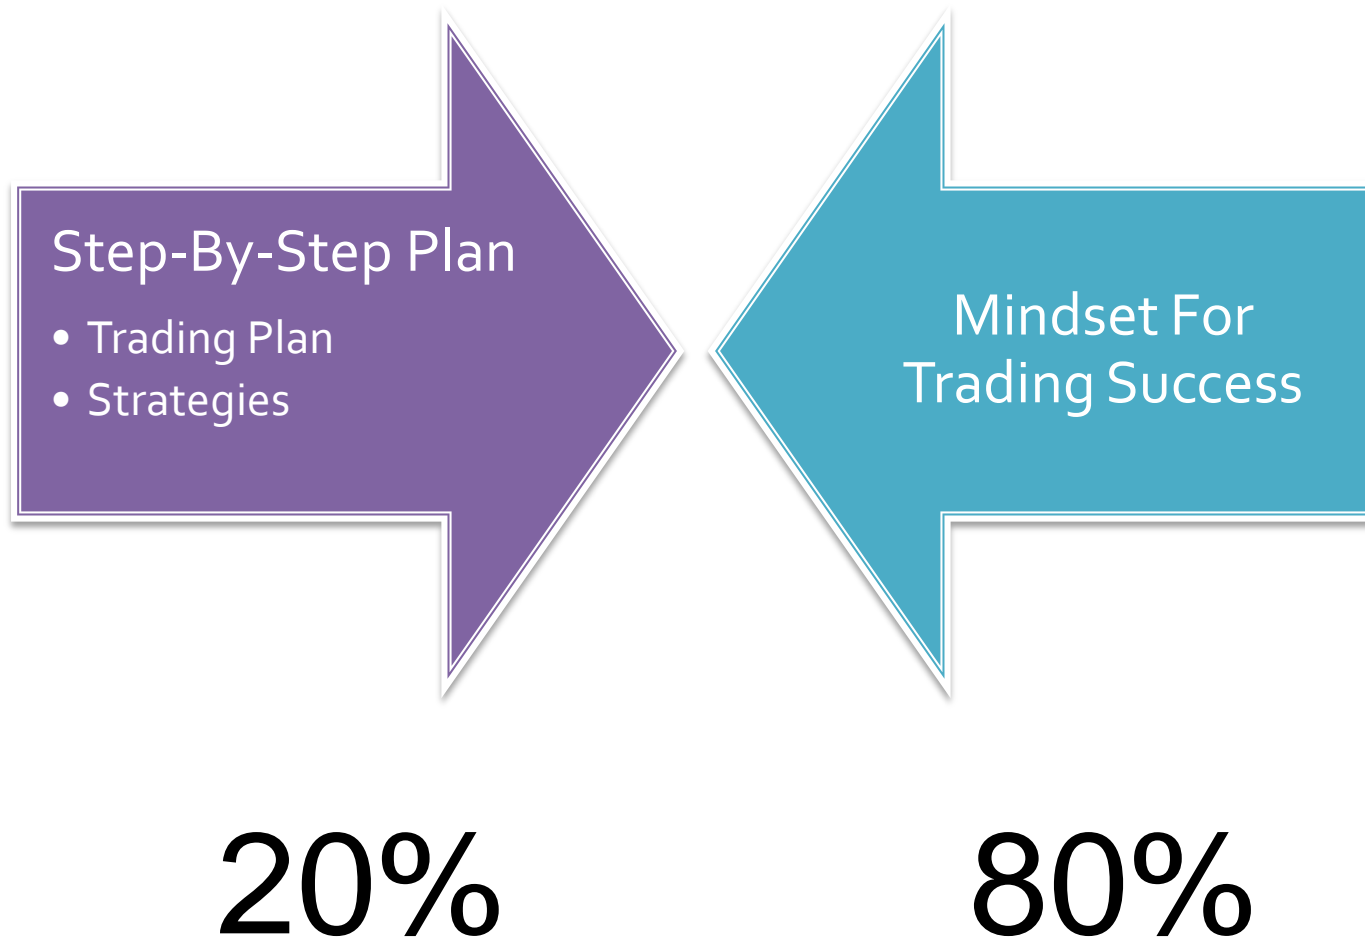 Step-By-Step Plan
• Trading Plan
• Strategies
Mindset For
Trading Success
20%
80%